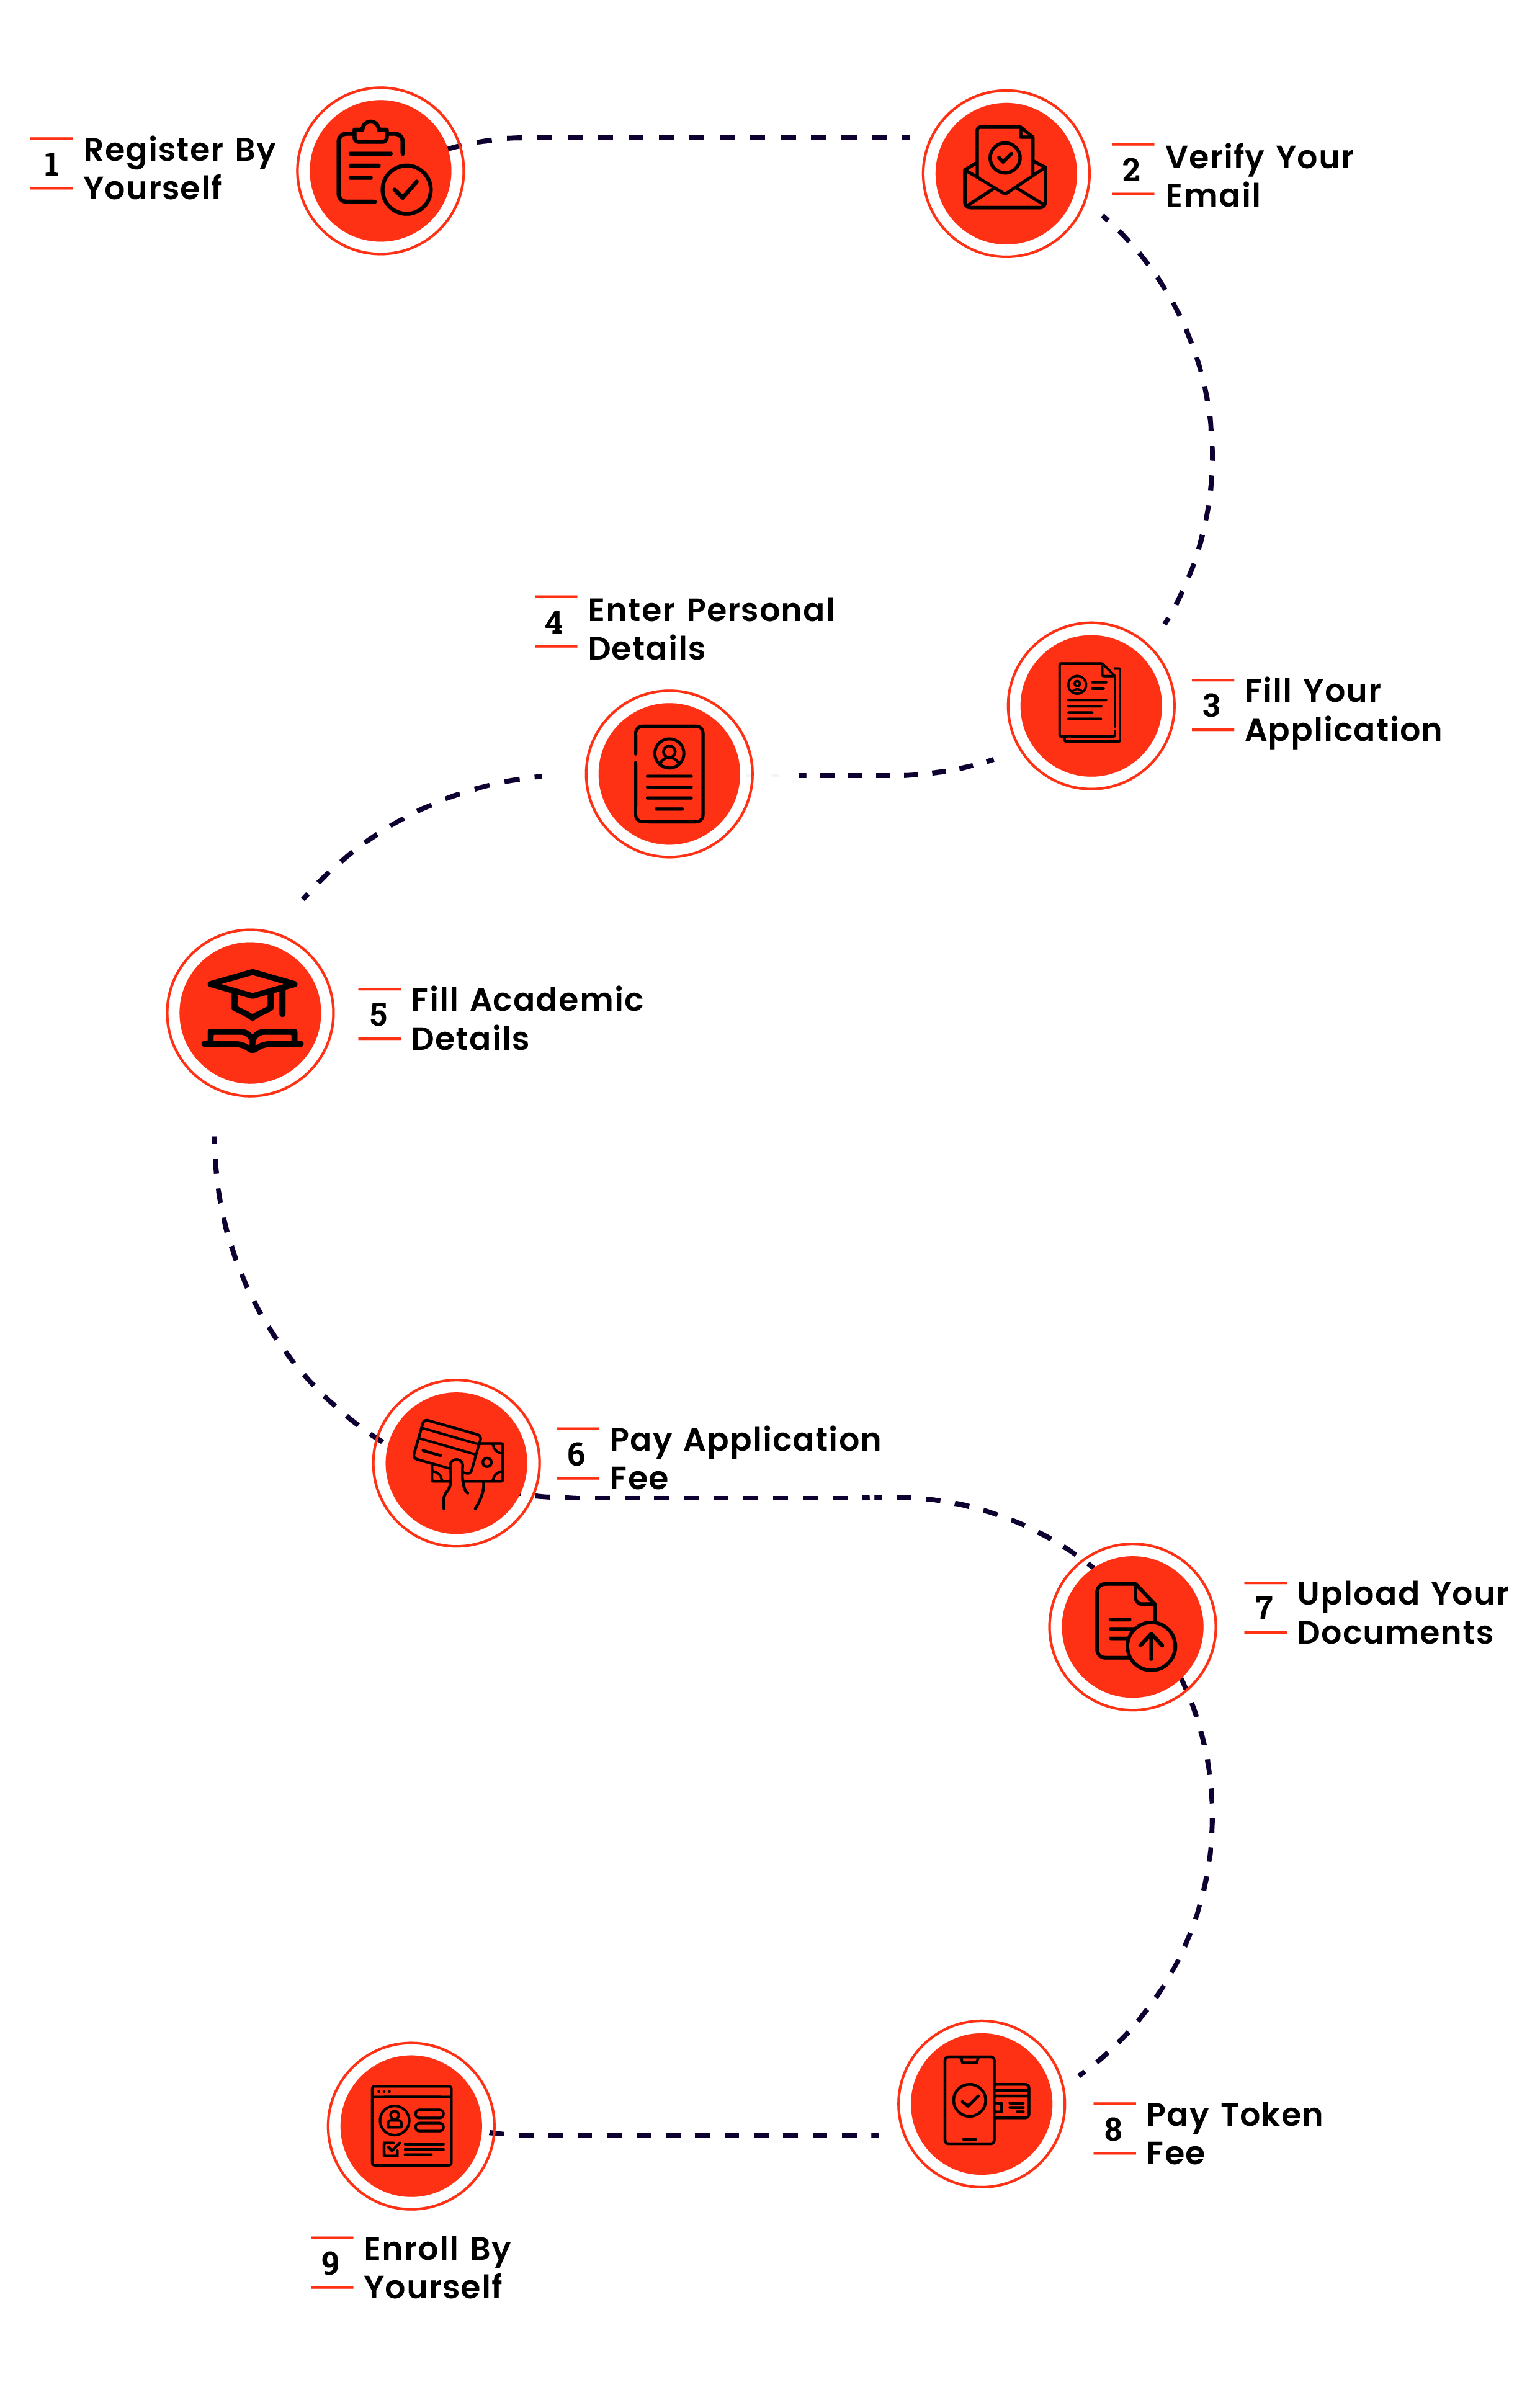 1
Register By
Yourself
2
Verify Your
Email
3
Fill Your
Application
4
Enter Personal
Details
5
Fill Academic
Details
6
Pay Application
Fee
7
Upload Your
Documents
8
Pay Token
Fee
9
Enroll By
Yourself